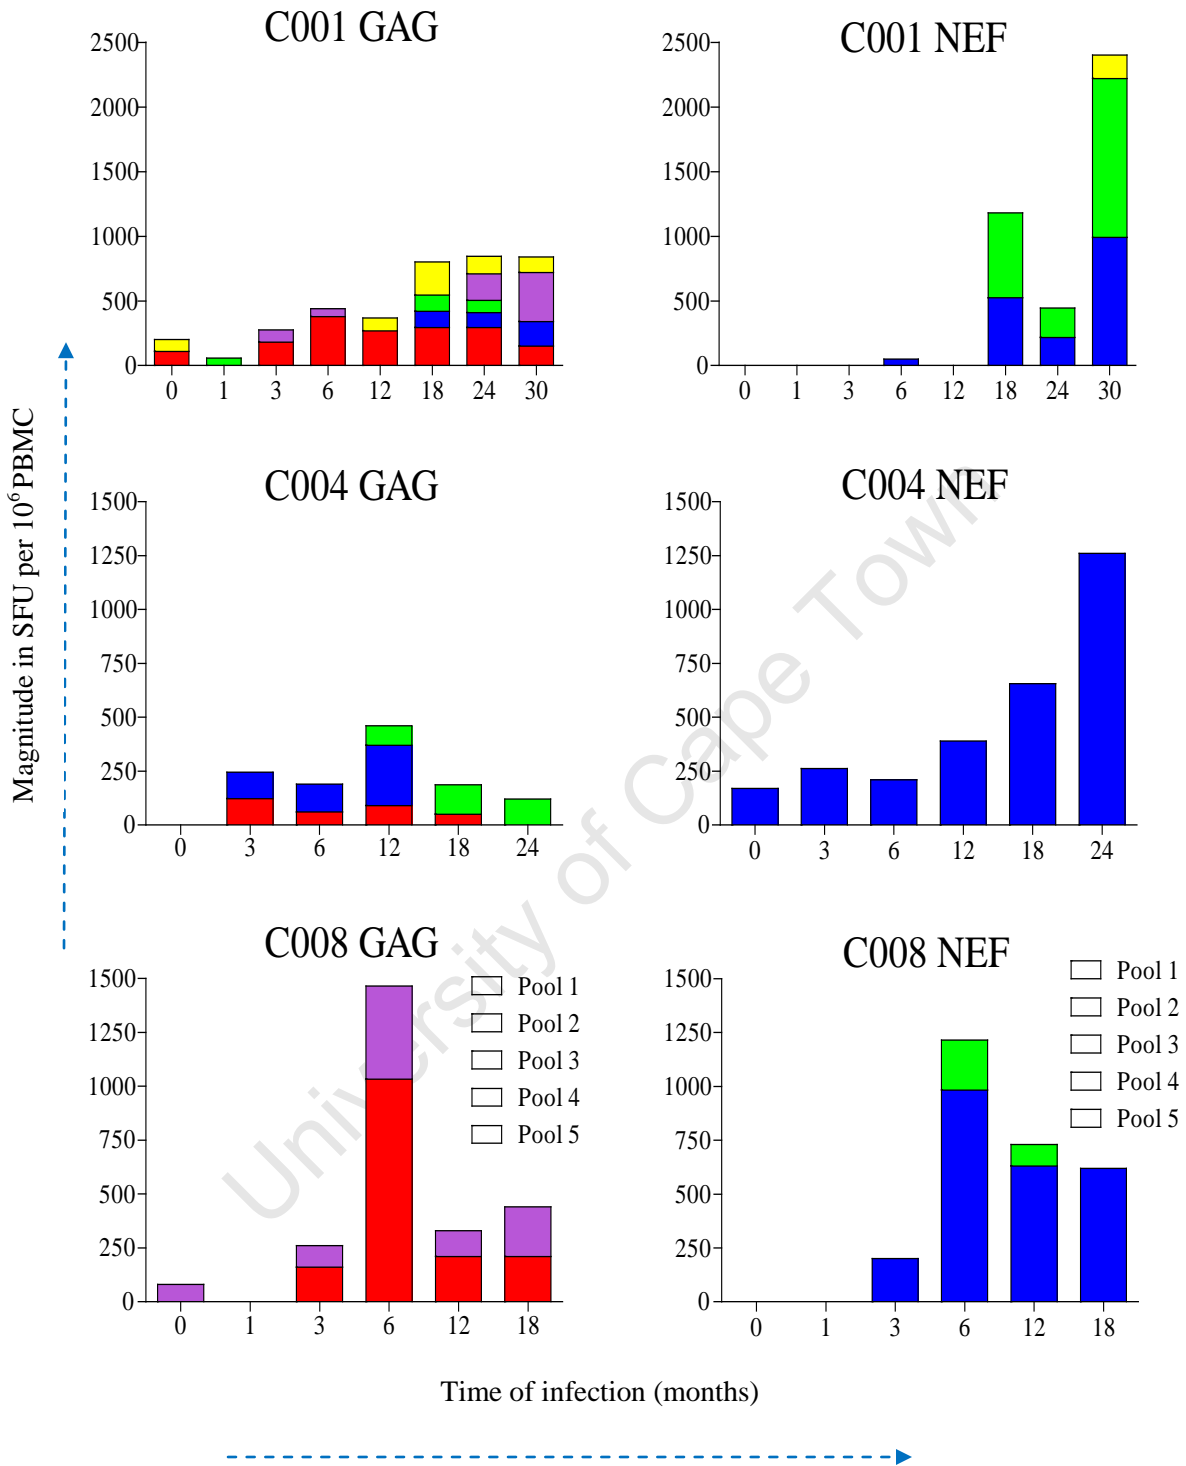 C001 GAG
2500
2000
1500
1000
500
0
0 1 3 6 12 18 24 30
C001 NEF
2500
2000
1500
1000
500
0
0 1 3 6 12 18 24 30
Magnitude in SFU per 10⁶ PBMC
C004 GAG
1500
1250
1000
750
500
250
0
0 3 6 12 18 24
C004 NEF
1500
1250
1000
750
500
250
0
0 3 6 12 18 24
C008 GAG
1500
1250
1000
750
500
250
0
0 1 3 6 12 18
Pool 1
Pool 2
Pool 3
Pool 4
Pool 5
C008 NEF
1500
1250
1000
750
500
250
0
0 1 3 6 12 18
Pool 1
Pool 2
Pool 3
Pool 4
Pool 5
Time of infection (months)
University of Cape Town